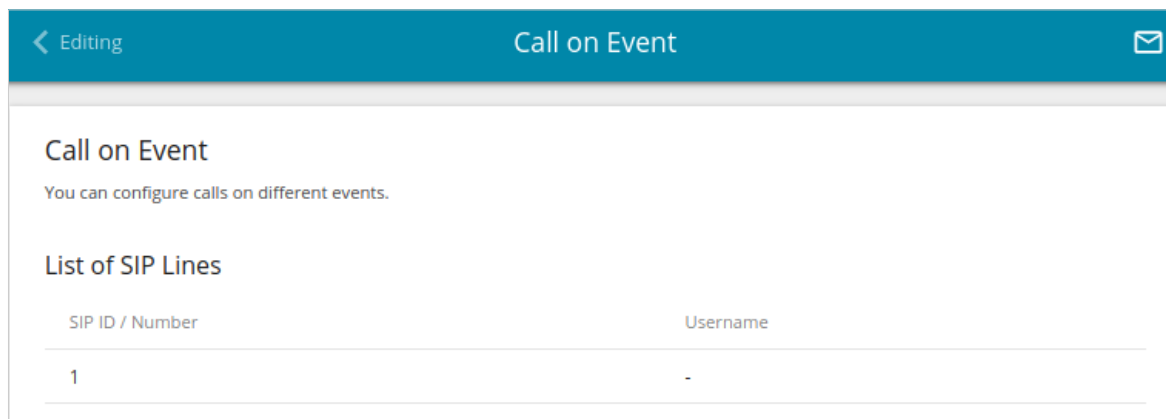 Editing
Call on Event
Call on Event
You can configure calls on different events.
List of SIP Lines
SIP ID / Number Username
1 -